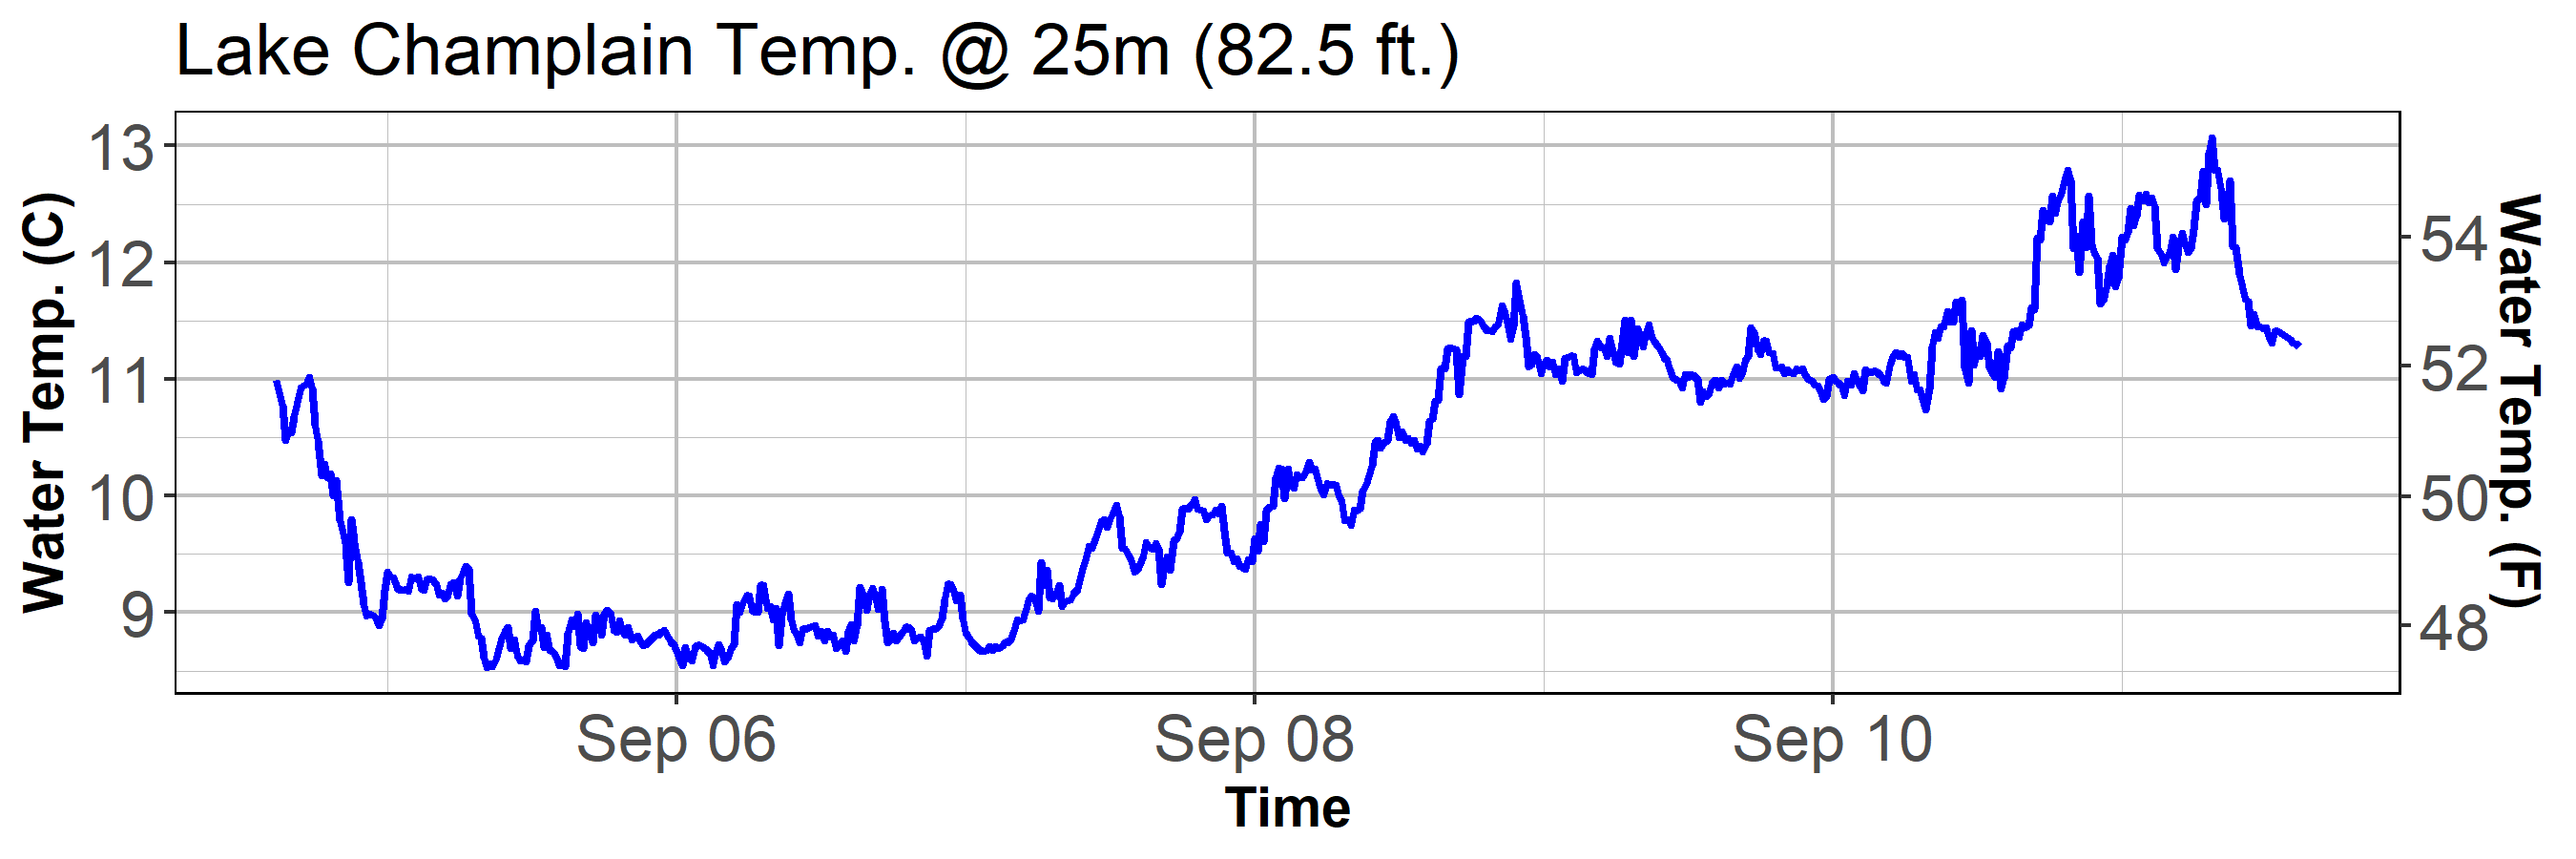 Lake Champlain Temp. @ 25m (82.5 ft.)
Water Temp. (C)
13
12
11
10
9
54
52
50
48
Water Temp. (F)
Sep 06 Sep 08 Sep 10
Time